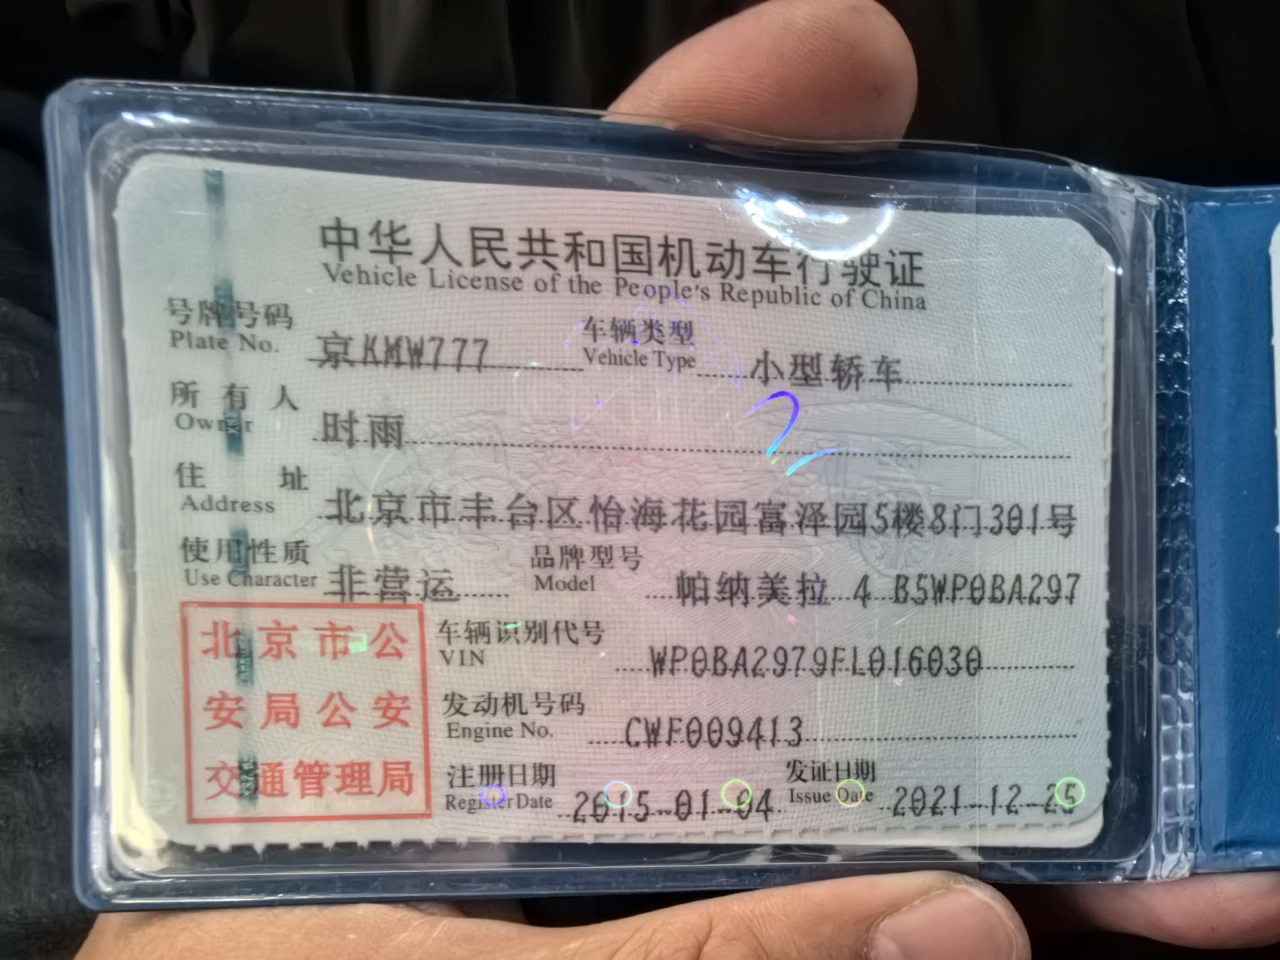 中华人民共和国机动车行驶证
Vehicle License of the People's Republic of China
号牌号码 京KMW777 车辆类型 小型轿车
Plate No. Vehicle Type
所有人 时雨
Owner
住址 北京市丰台区怡海花园富泽园5楼8门301号
Address
使用性质 非营运 品牌型号 帕纳美拉 4 B5WP0BA297
Use Character Model
北京市公
安局公安
交通管理局
车辆识别代号 WP0BA2979FL016030
VIN
发动机号码 CWF009413
Engine No.
注册日期 2015-01-04 发证日期 2021-12-25
Register Date Issue Date